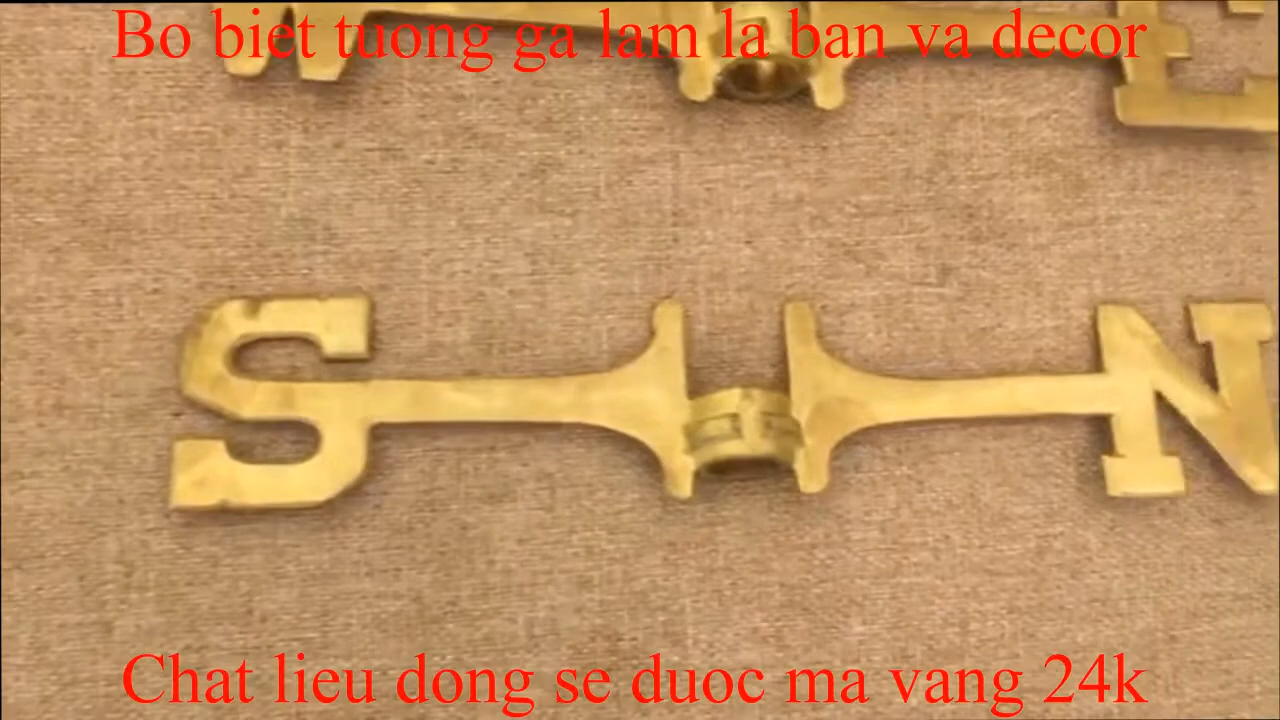 Bo biet tuong ga lam la ban va decor
W E
S N
Chat lieu dong se duoc ma vang 24k